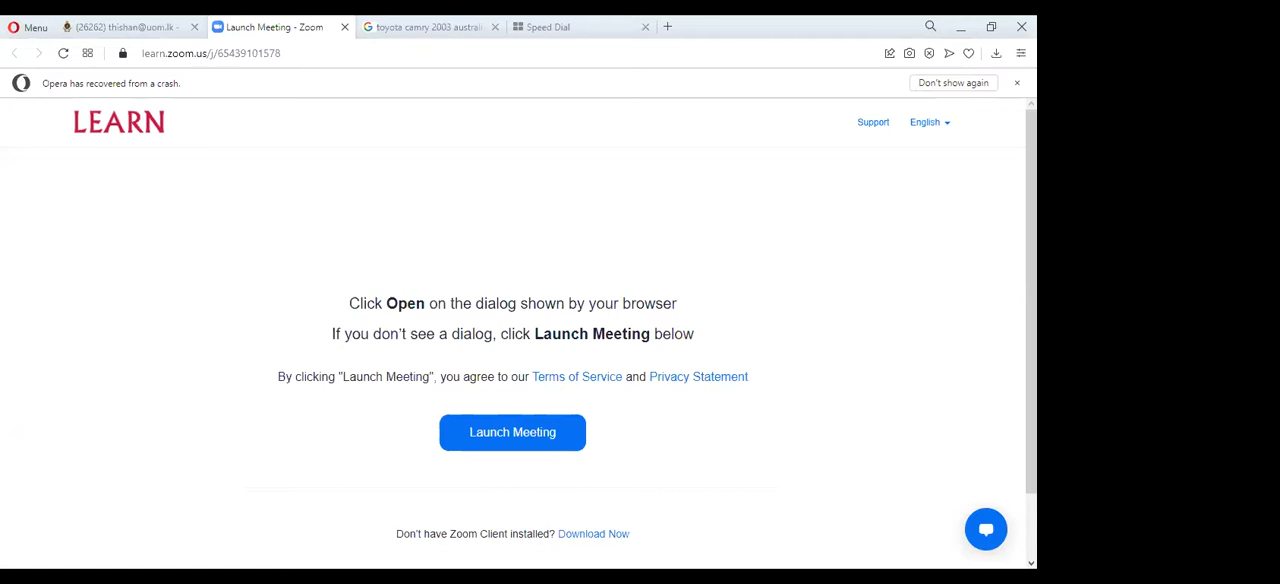 Menu
(26262) thishan@uom.lk -
Launch Meeting - Zoom
toyota camry 2003 austral
Speed Dial
learn.zoom.us/j/65439101578
Opera has recovered from a crash.
Don't show again
LEARN
Support
English
Click Open on the dialog shown by your browser
If you don't see a dialog, click Launch Meeting below
By clicking "Launch Meeting", you agree to our Terms of Service and Privacy Statement
Launch Meeting
Don't have Zoom Client installed? Download Now